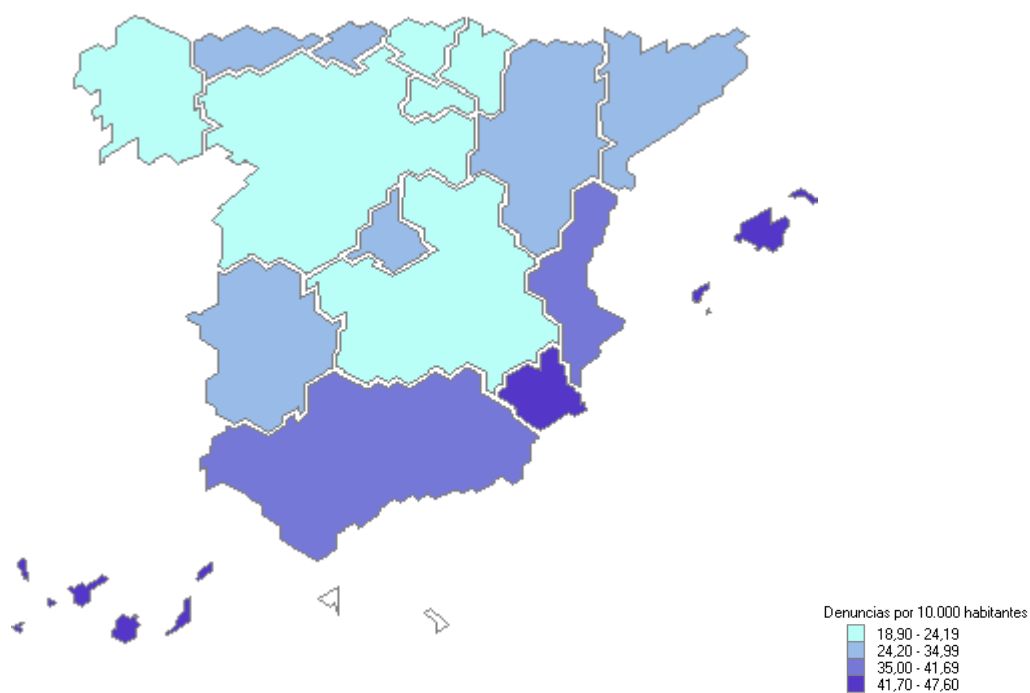 Denuncias por 10.000 habitantes
18,90 - 24,19
24,20 - 34,99
35,00 - 41,69
41,70 - 47,60